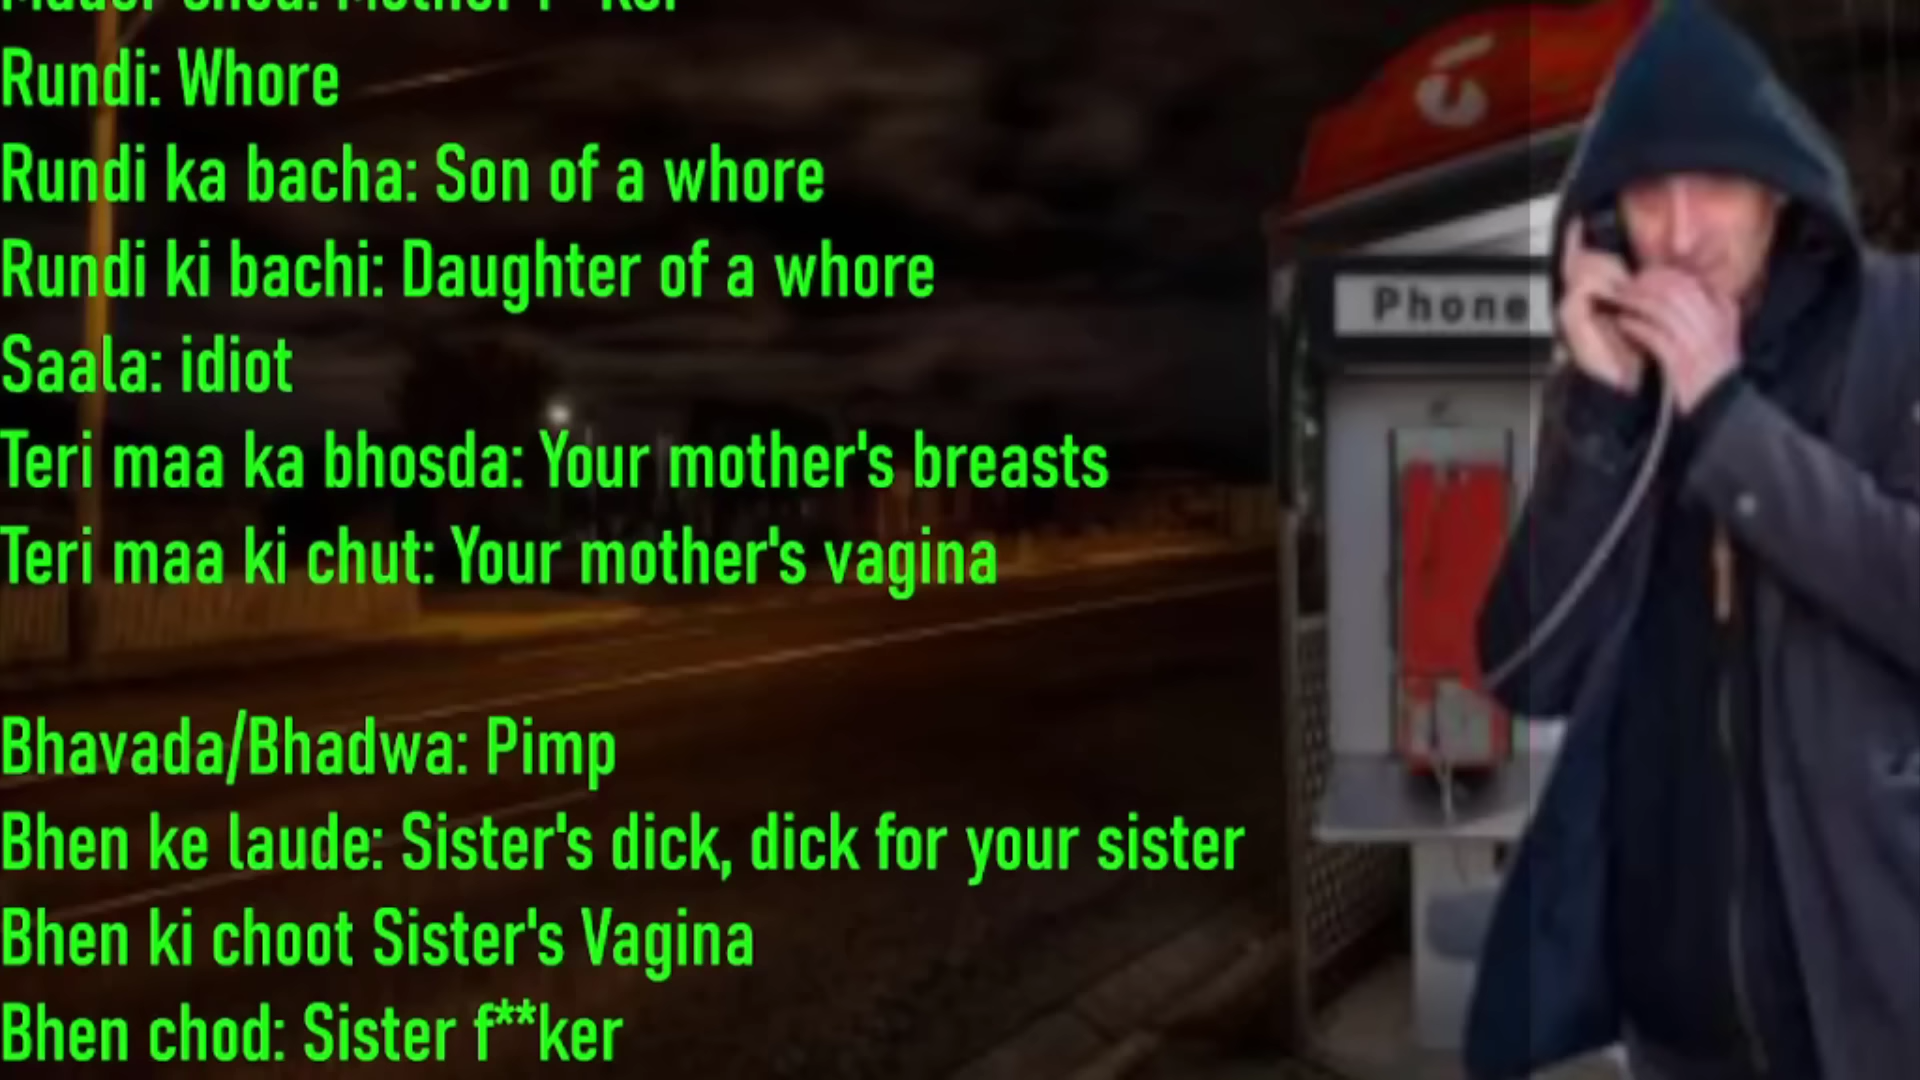 Rundi: Whore
Rundi ka bacha: Son of a whore
Rundi ki bachi: Daughter of a whore
Saala: idiot
Teri maa ka bhosda: Your mother's breasts
Teri maa ki chut: Your mother's vagina
Bhavada/Bhadwa: Pimp
Bhen ke laude: Sister's dick, dick for your sister
Bhen ki choot Sister's Vagina
Bhen chod: Sister f**ker
Phone